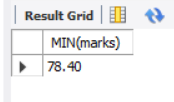 Result Grid
MIN(marks)
78.40